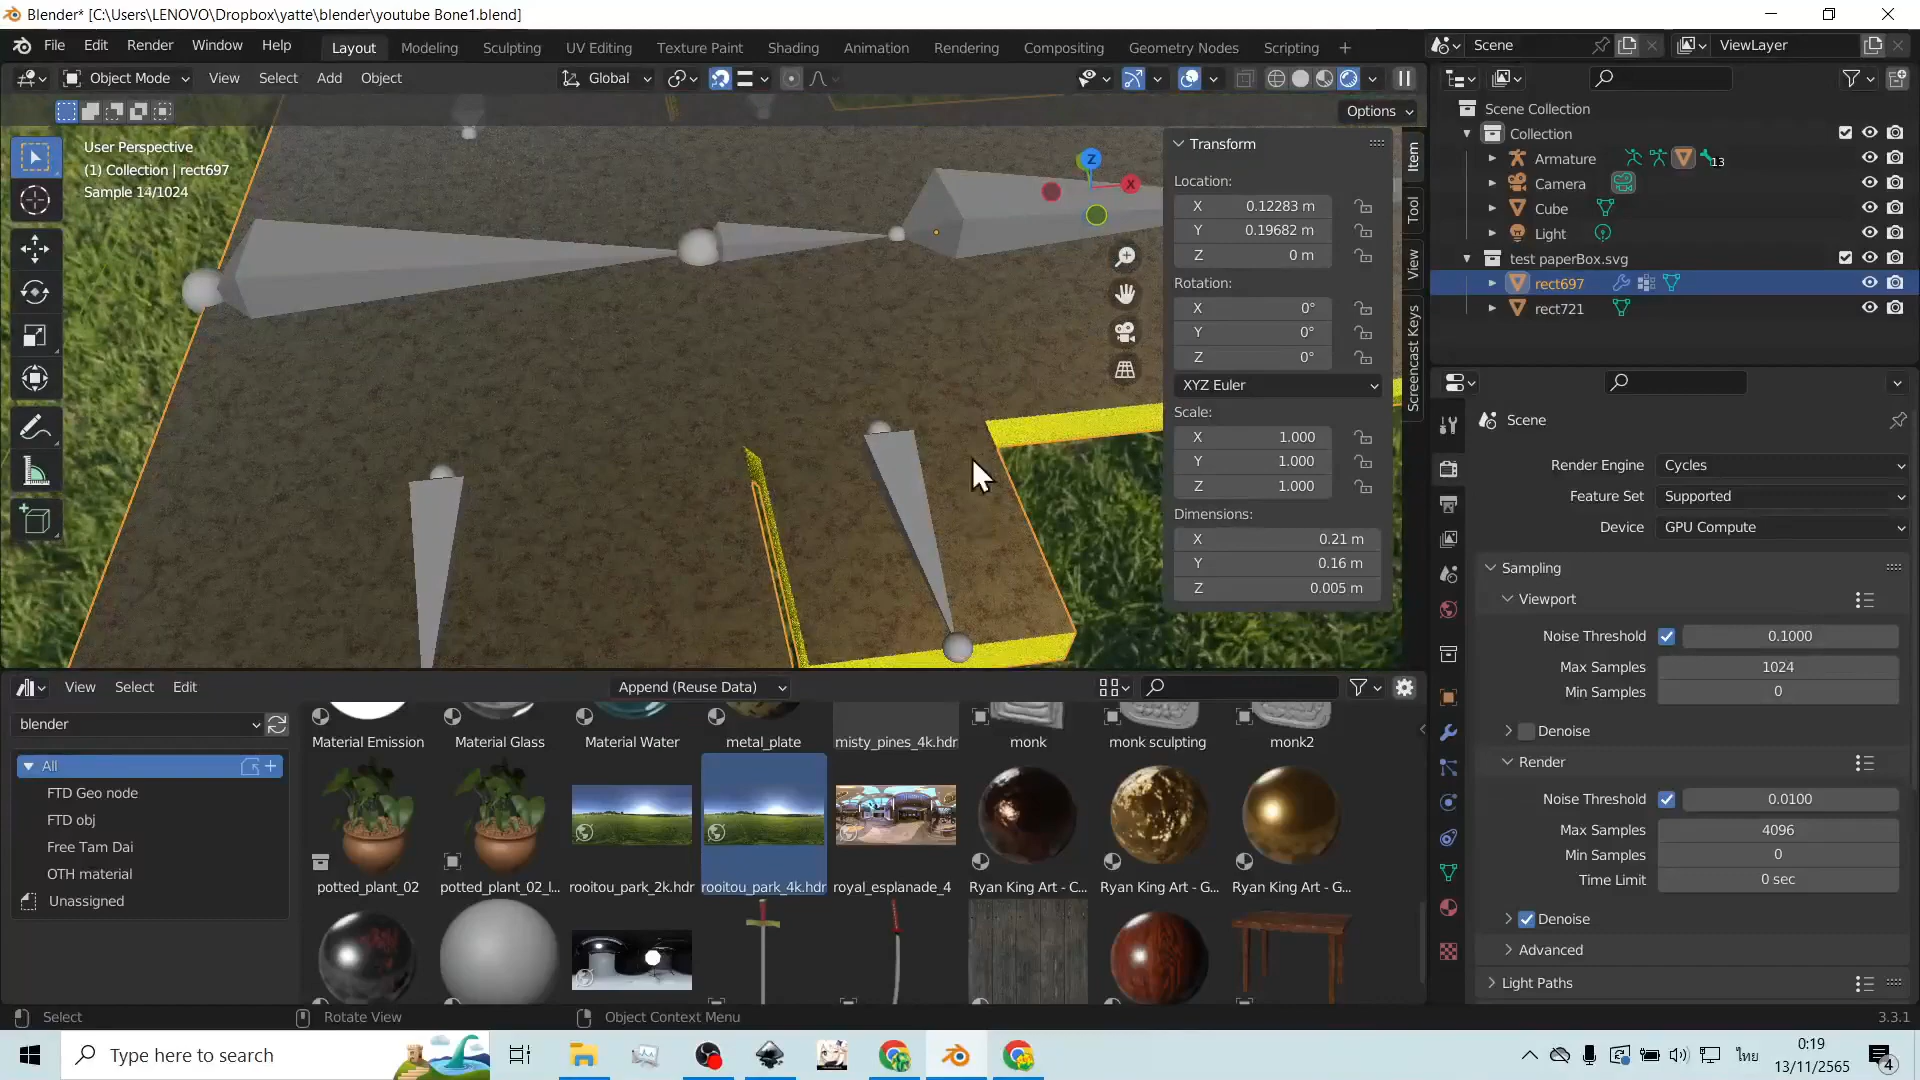 Blender* [C:\Users\LENOVO\Dropbox\yatte\blender\youtube Bone1.blend]
File Edit Render Window Help
Layout Modeling Sculpting UV Editing Texture Paint Shading Animation Rendering Compositing Geometry Nodes Scripting +
Scene
ViewLayer
Object Mode View Select Add Object
Global
Options
User Perspective
(1) Collection | rect697
Sample 14/1024
Z
X
Transform
Location:
X 0.12283 m
Y 0.19682 m
Z 0 m
Rotation:
X 0°
Y 0°
Z 0°
XYZ Euler
Scale:
X 1.000
Y 1.000
Z 1.000
Dimensions:
X 0.21 m
Y 0.16 m
Z 0.005 m
Item
Tool
View
Screencast Keys
Scene Collection
Collection
Armature 13
Camera
Cube
Light
test paperBox.svg
rect697
rect721
Scene
Render Engine Cycles
Feature Set Supported
Device GPU Compute
Sampling
Viewport
Noise Threshold 0.1000
Max Samples 1024
Min Samples 0
Denoise
Render
Noise Threshold 0.0100
Max Samples 4096
Min Samples 0
Time Limit 0 sec
Denoise
Advanced
Light Paths
View Select Edit
Append (Reuse Data)
blender
All
FTD Geo node
FTD obj
Free Tam Dai
OTH material
Unassigned
Material Emission Material Glass Material Water metal_plate misty_pines_4k.hdr monk monk sculpting monk2
potted_plant_02 potted_plant_02_l... rooitou_park_2k.hdr rooitou_park_4k.hdr royal_esplanade_4 Ryan King Art - C... Ryan King Art - G... Ryan King Art - G...
Select Rotate View Object Context Menu 3.3.1
Type here to search
ไทย
0:19
13/11/2565
4